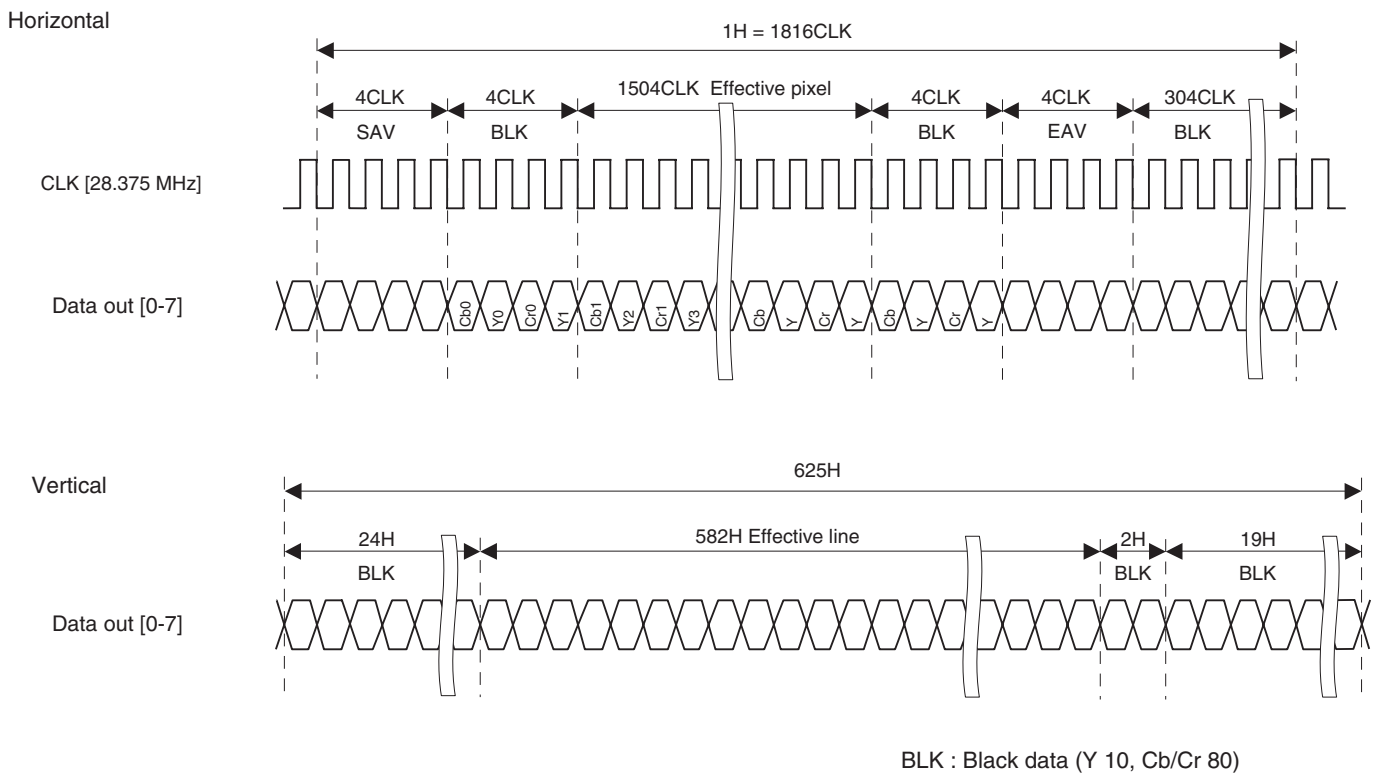 Horizontal
1H = 1816CLK
4CLK 4CLK 1504CLK Effective pixel 4CLK 4CLK 304CLK
SAV BLK BLK EAV BLK
CLK [28.375 MHz]
Data out [0-7]
Cb0 Y0 Cr0 Y1 Cb1 Y2 Cr1 Y3 Cb Y Cr Y Cb Y Cr Y
Vertical
625H
24H 582H Effective line 2H 19H
BLK BLK BLK
Data out [0-7]
BLK : Black data (Y 10, Cb/Cr 80)